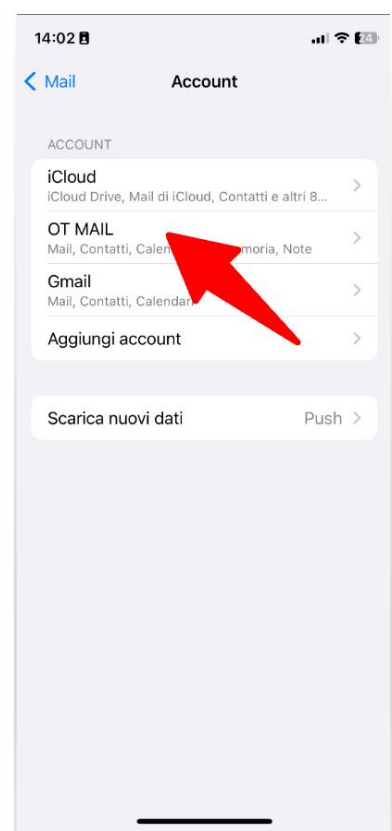 14:02 24
Mail Account
ACCOUNT
iCloud
iCloud Drive, Mail di iCloud, Contatti e altri 8...
OT MAIL
Mail, Contatti, Calen moria, Note
Gmail
Mail, Contatti, Calendari
Aggiungi account
Scarica nuovi dati Push